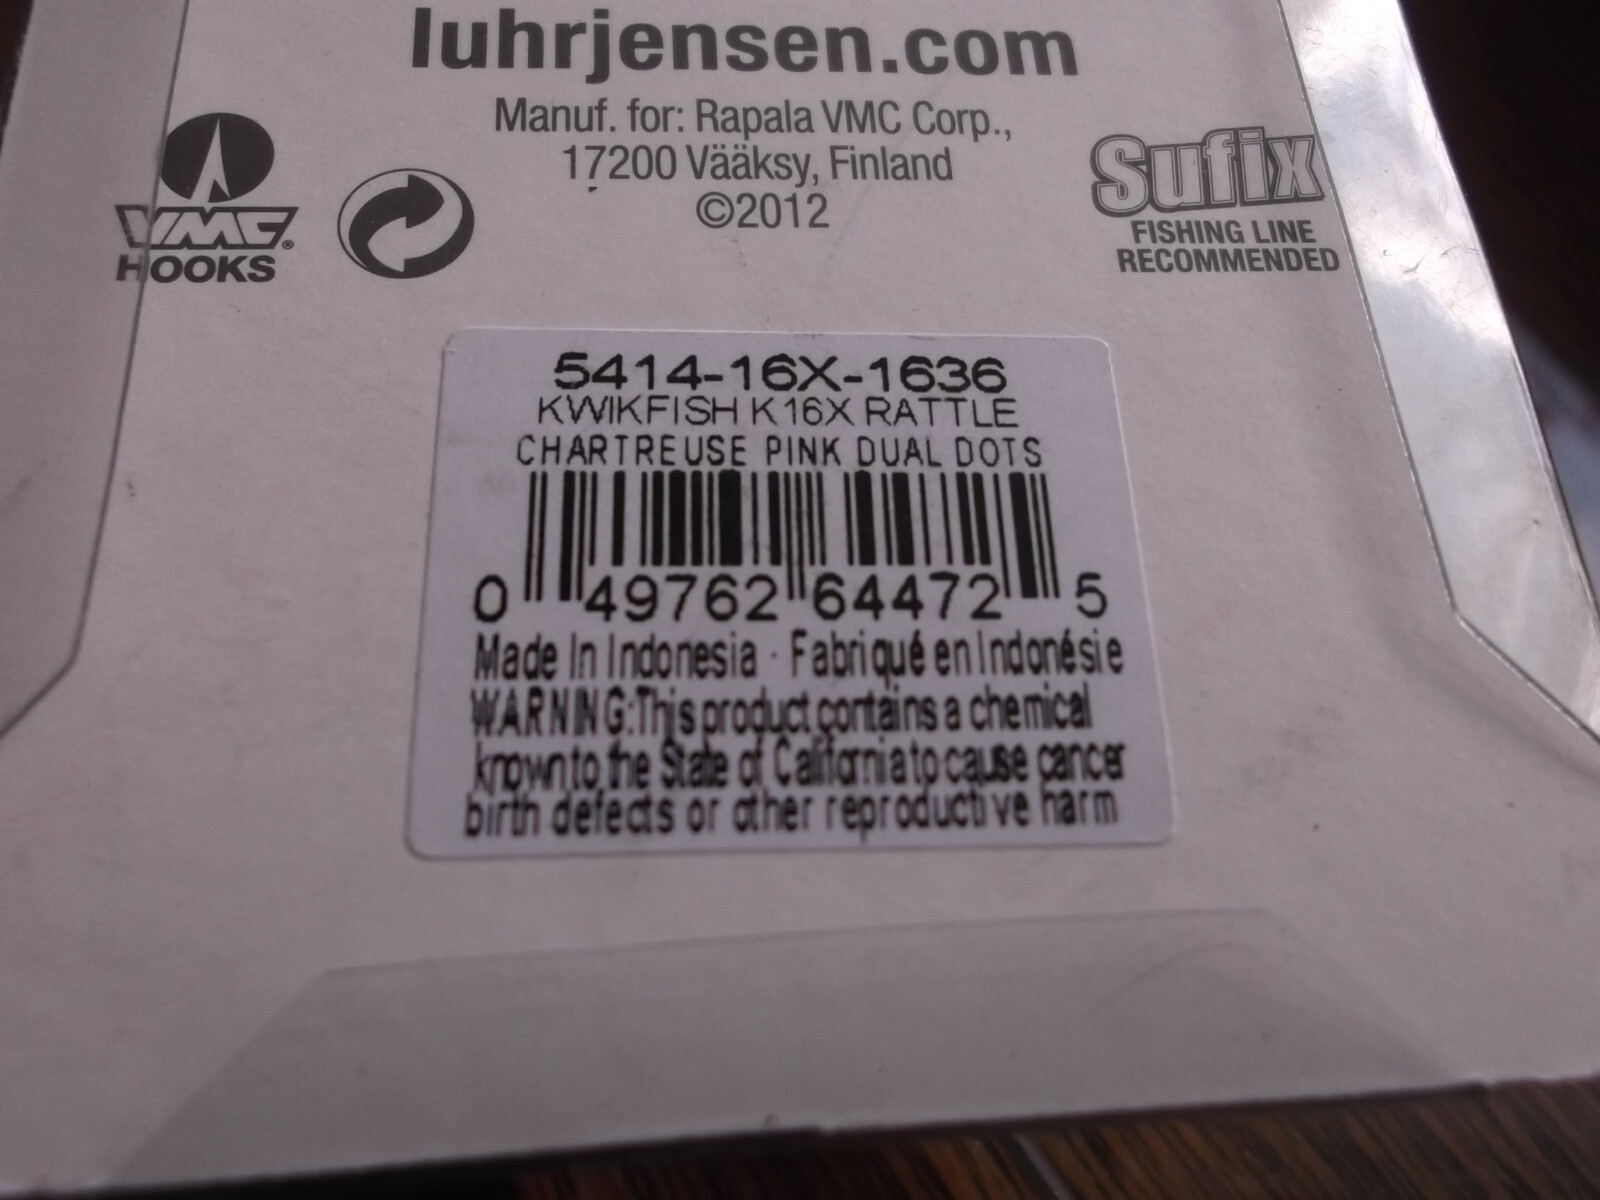 luhrjensen.com
Manuf. for: Rapala VMC Corp.,
17200 Vääksy, Finland
©2012
VMC®
HOOKS
Sufix
FISHING LINE
RECOMMENDED
5414-16X-1636
KWIKFISH K16X RATTLE
CHARTREUSE PINK DUAL DOTS
0 49762 64472 5
Made In Indonesia · Fabriqué en Indonésie
WARNING:This product contains a chemical
known to the State of California to cause cancer
birth defects or other reproductive harm